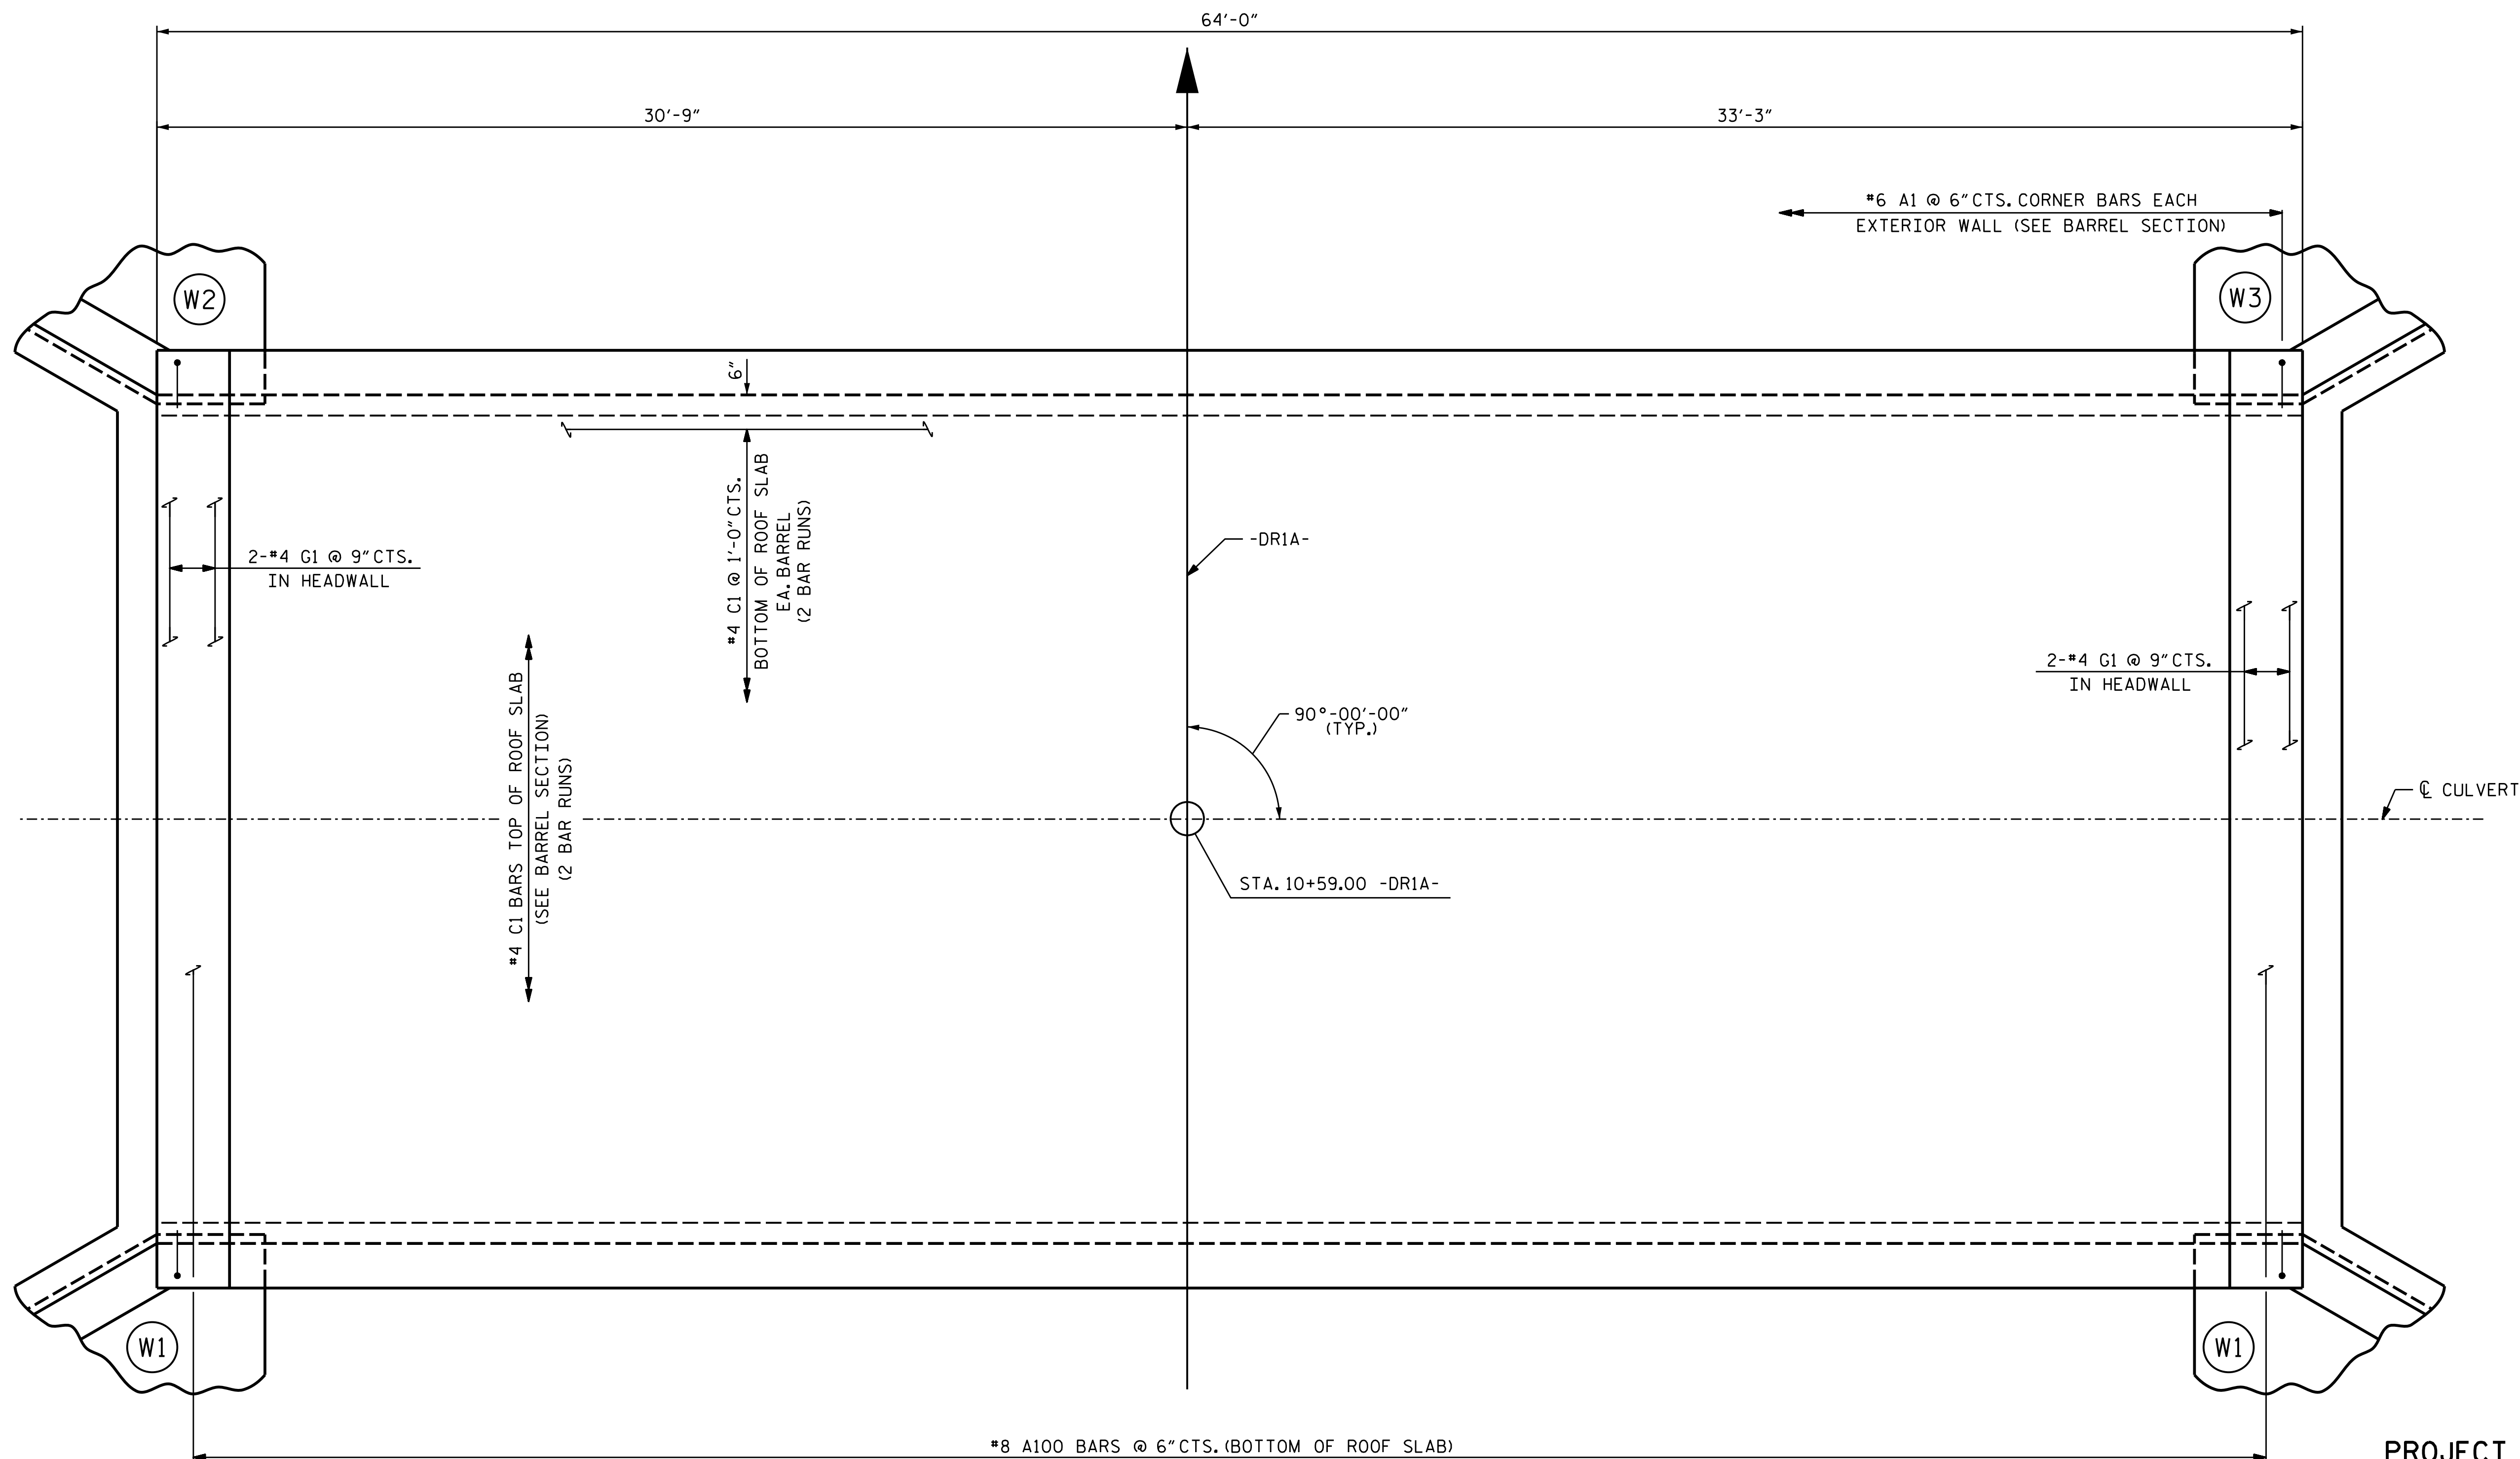 64'-0"
30'-9"
33'-3"
#6 A1 @ 6"CTS. CORNER BARS EACH
EXTERIOR WALL (SEE BARREL SECTION)
W2
W3
6"
#4 C1 @ 1'-0"CTS.
BOTTOM OF ROOF SLAB
EA. BARREL
(2 BAR RUNS)
2-#4 G1 @ 9"CTS.
IN HEADWALL
-DR1A-
2-#4 G1 @ 9"CTS.
IN HEADWALL
90°-00'-00"
(TYP.)
#4 C1 BARS TOP OF ROOF SLAB
(SEE BARREL SECTION)
(2 BAR RUNS)
℄ CULVERT
STA. 10+59.00 -DR1A-
W1
W1
#8 A100 BARS @ 6"CTS. (BOTTOM OF ROOF SLAB)
PROJECT